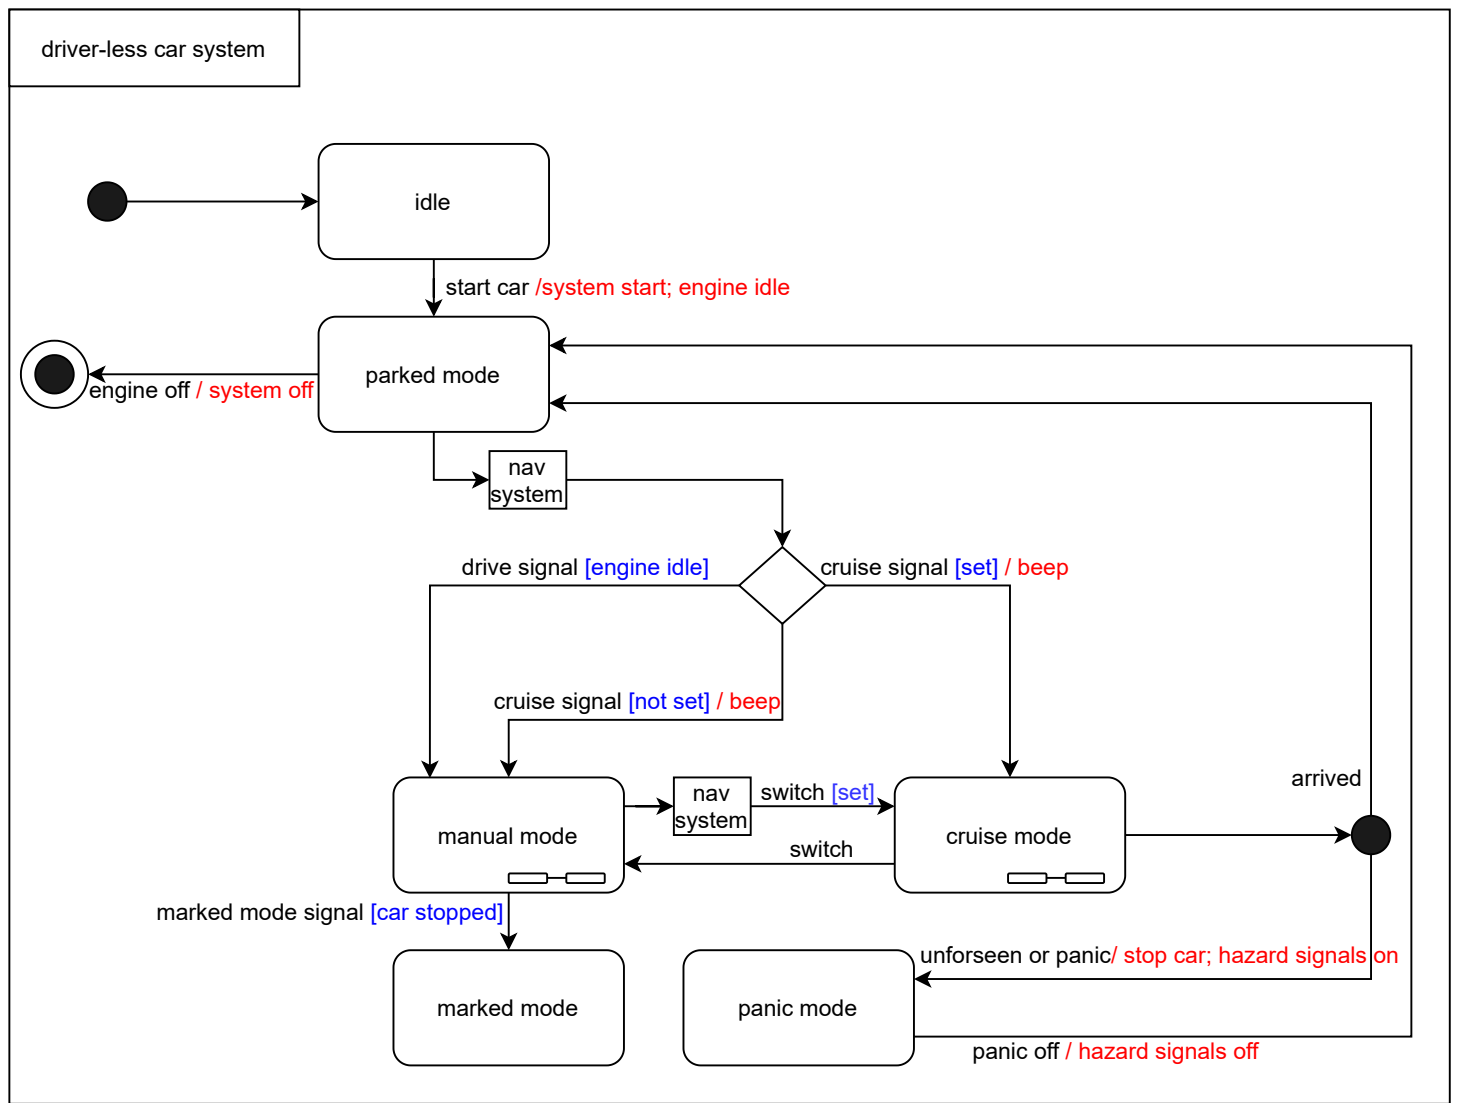 driver-less car system
idle
start car /system start; engine idle
parked mode
engine off / system off
nav
system
drive signal [engine idle]
cruise signal [set] / beep
cruise signal [not set] / beep
arrived
nav
system
switch [set]
manual mode
cruise mode
switch
marked mode signal [car stopped]
unforseen or panic/ stop car; hazard signals on
marked mode
panic mode
panic off / hazard signals off